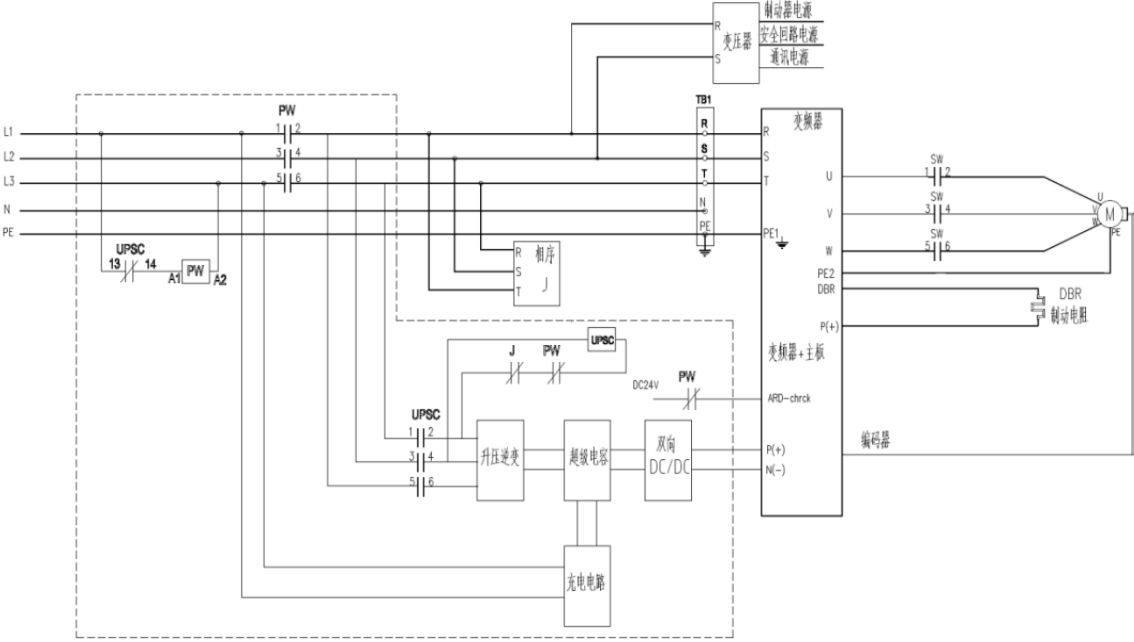 制动器电源
R
变压器
安全回路电源
S
通讯电源
TB1
PW
L1
1 2
R
R
变频器
L2
3 4
S
S
SW
L3
5 6
T
T
U
1 2
N
N
SW
U
V
3 4
V
M
W
PE
PE
PE1
SW
PE
W
5 6
UPSC
13 14
A1
PW
A2
R
相序
S
J
T
PE2
DBR
DBR
制动电阻
P(+)
UPSC
J
PW
变频器+主板
DC24V
PW
ARD-chrck
UPSC
1 2
3 4
5 6
升压逆变
超级电容
双向
DC/DC
P(+)
N(-)
编码器
充电电路